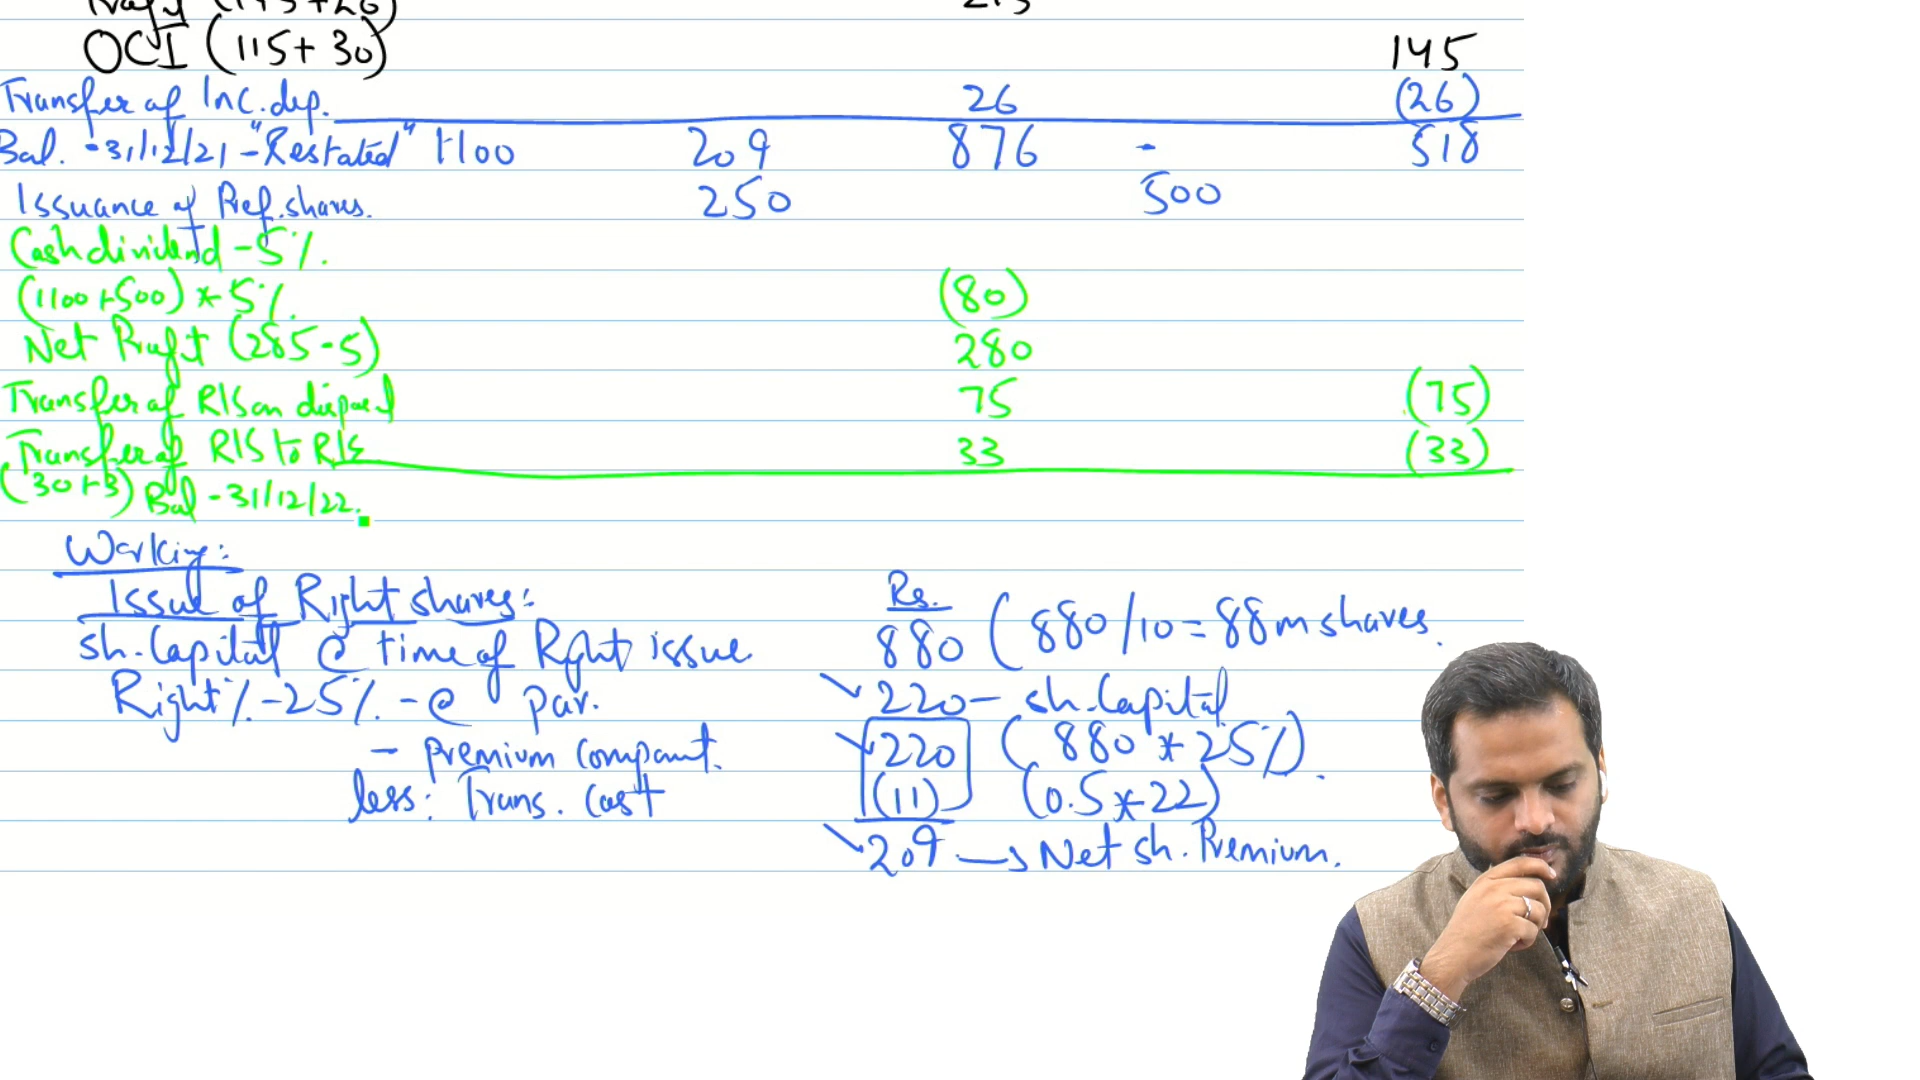 Profit (145+26) 215
OCI (115+30) 145
Transfer of Inc. dep. 26 (26)
Bal. - 31/12/21 - "Restated" 1100 209 876 - 518
Issuance of Pref. shares. 250 500
Cash dividend - 5%.
(1100+500) * 5% (80)
Net Profit (285-5) 280
Transfer of R/S on disposal 75 (75)
Transfer of R/S to R/E 33 (33)
(30+3) Bal - 31/12/22.
Working:
Issue of Right shares: Rs.
sh. Capital @ time of Right issue 880 (880/10 = 88m shares.
Right % - 25% - @ par. 220 - sh. Capital
- premium component. 220 (880 * 25%).
less: Trans. Cost (11) (0.5 * 22)
209 → Net sh. Premium.